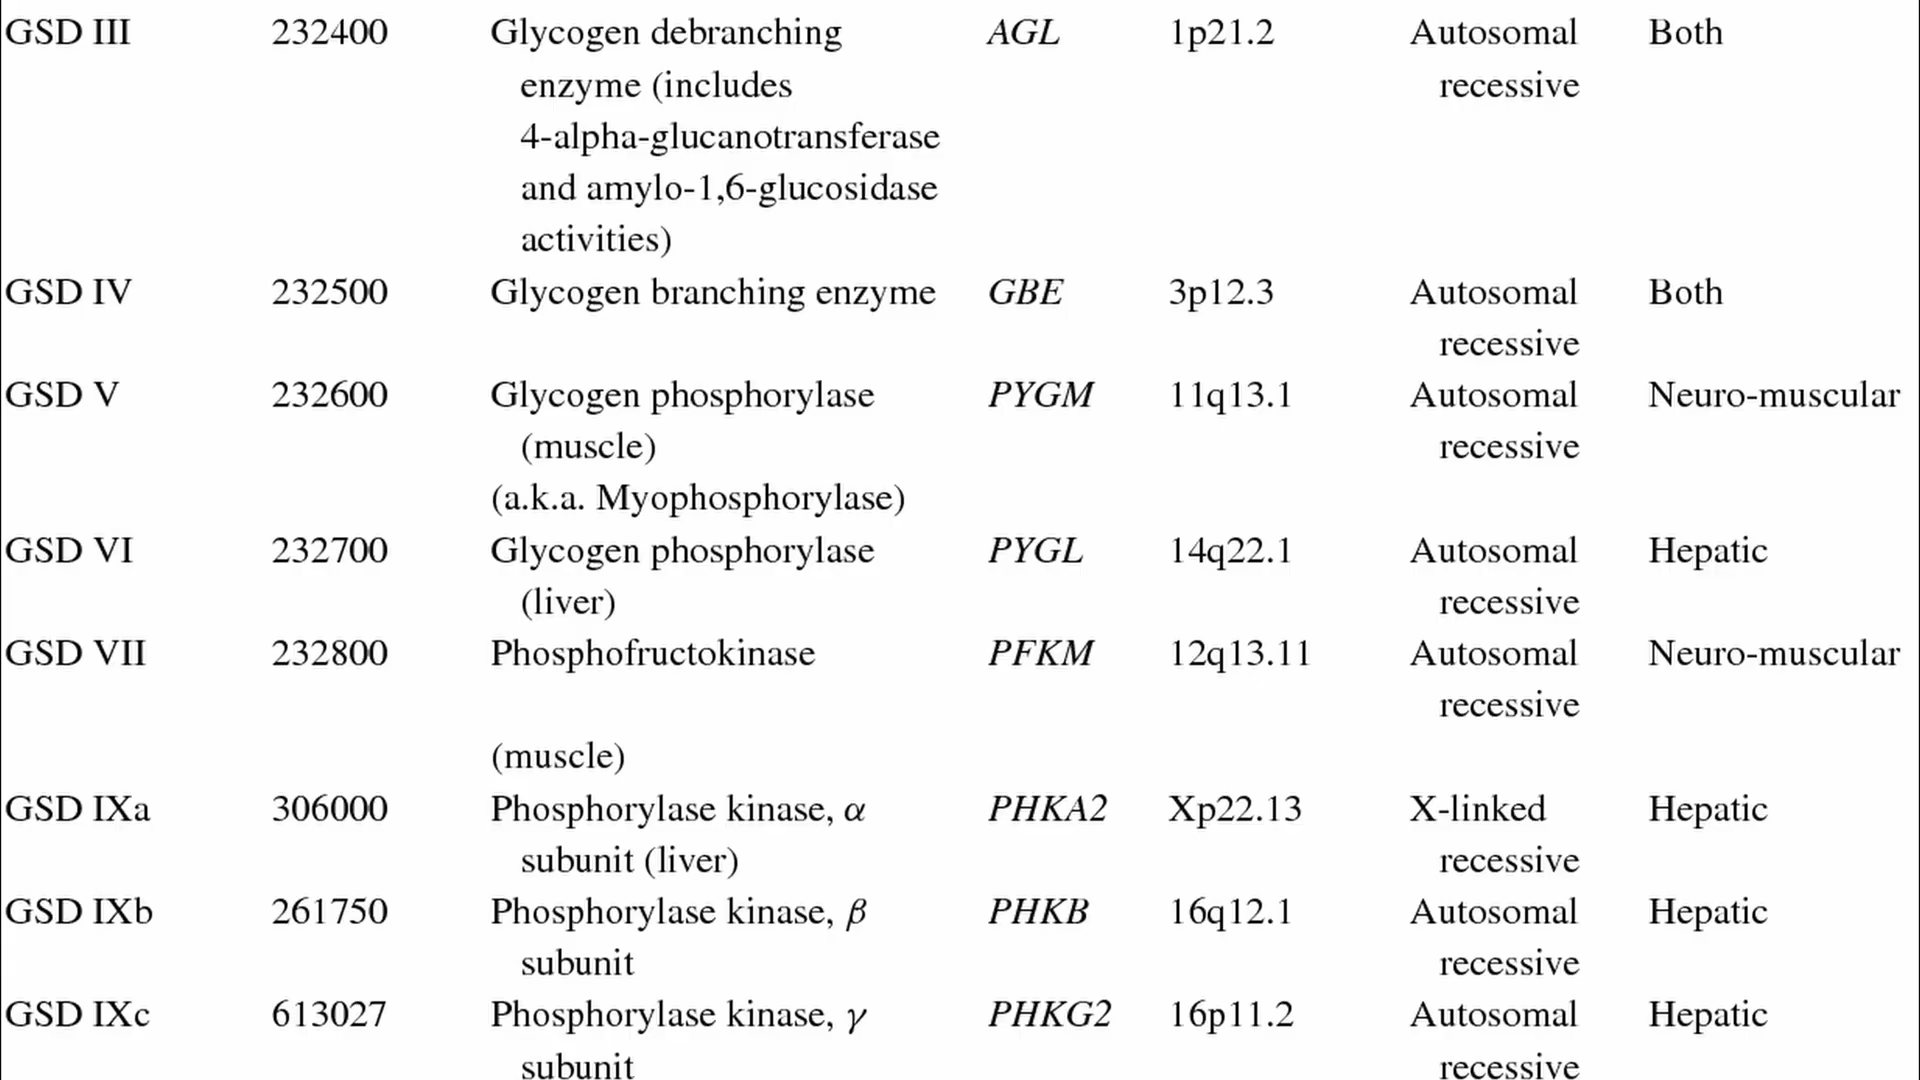 GSD III 232400 Glycogen debranching AGL 1p21.2 Autosomal Both
enzyme (includes recessive
4-alpha-glucanotransferase
and amylo-1,6-glucosidase
activities)
GSD IV 232500 Glycogen branching enzyme GBE 3p12.3 Autosomal Both
recessive
GSD V 232600 Glycogen phosphorylase PYGM 11q13.1 Autosomal Neuro-muscular
(muscle) recessive
(a.k.a. Myophosphorylase)
GSD VI 232700 Glycogen phosphorylase PYGL 14q22.1 Autosomal Hepatic
(liver) recessive
GSD VII 232800 Phosphofructokinase PFKM 12q13.11 Autosomal Neuro-muscular
recessive
(muscle)
GSD IXa 306000 Phosphorylase kinase, α PHKA2 Xp22.13 X-linked Hepatic
subunit (liver) recessive
GSD IXb 261750 Phosphorylase kinase, β PHKB 16q12.1 Autosomal Hepatic
subunit recessive
GSD IXc 613027 Phosphorylase kinase, γ PHKG2 16p11.2 Autosomal Hepatic
subunit recessive